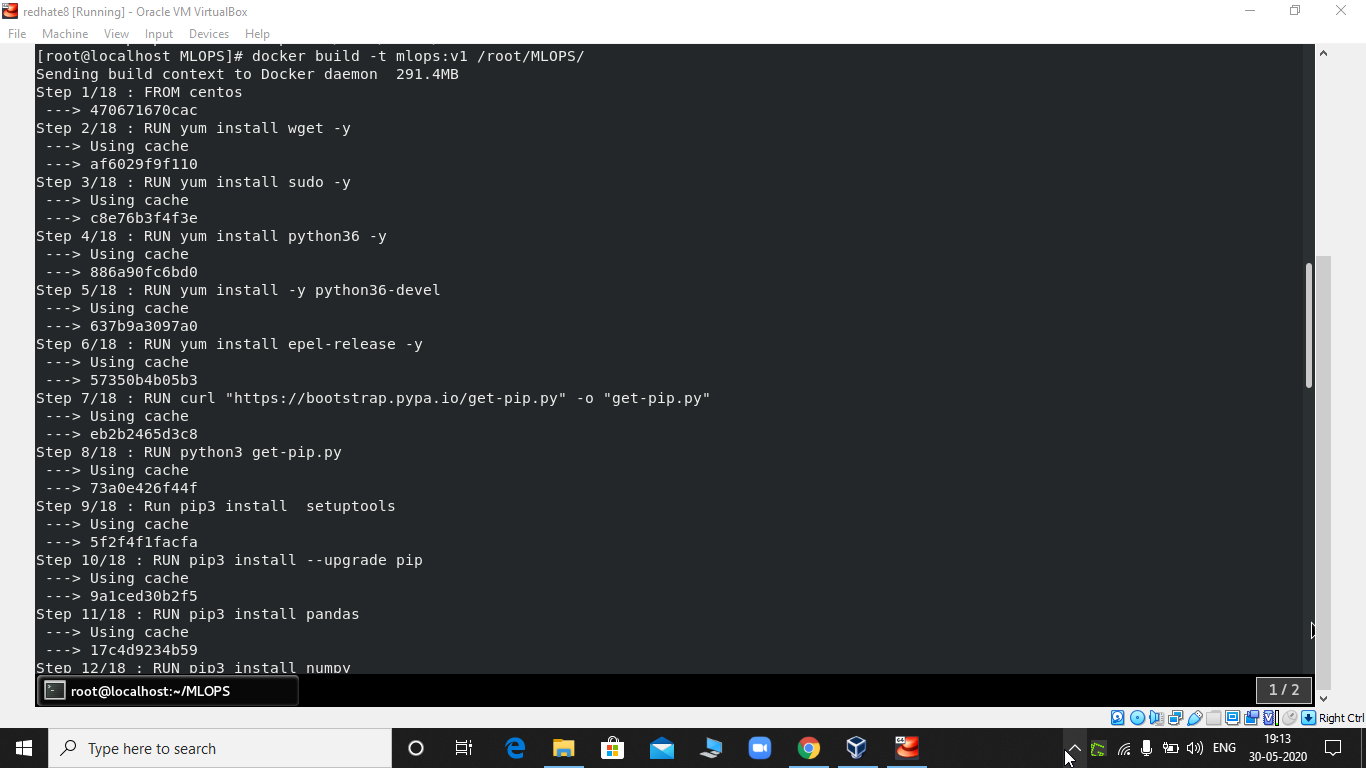 redhate8 [Running] - Oracle VM VirtualBox
File Machine View Input Devices Help
[root@localhost MLOPS]# docker build -t mlops:v1 /root/MLOPS/
Sending build context to Docker daemon  291.4MB
Step 1/18 : FROM centos
 ---> 470671670cac
Step 2/18 : RUN yum install wget -y
 ---> Using cache
 ---> af6029f9f110
Step 3/18 : RUN yum install sudo -y
 ---> Using cache
 ---> c8e76b3f4f3e
Step 4/18 : RUN yum install python36 -y
 ---> Using cache
 ---> 886a90fc6bd0
Step 5/18 : RUN yum install -y python36-devel
 ---> Using cache
 ---> 637b9a3097a0
Step 6/18 : RUN yum install epel-release -y
 ---> Using cache
 ---> 57350b4b05b3
Step 7/18 : RUN curl "https://bootstrap.pypa.io/get-pip.py" -o "get-pip.py"
 ---> Using cache
 ---> eb2b2465d3c8
Step 8/18 : RUN python3 get-pip.py
 ---> Using cache
 ---> 73a0e426f44f
Step 9/18 : Run pip3 install  setuptools
 ---> Using cache
 ---> 5f2f4f1facfa
Step 10/18 : RUN pip3 install --upgrade pip
 ---> Using cache
 ---> 9a1ced30b2f5
Step 11/18 : RUN pip3 install pandas
 ---> Using cache
 ---> 17c4d9234b59
Step 12/18 : RUN pip3 install numpy
root@localhost:~/MLOPS
1 / 2
Right Ctrl
Type here to search
ENG
19:13
30-05-2020